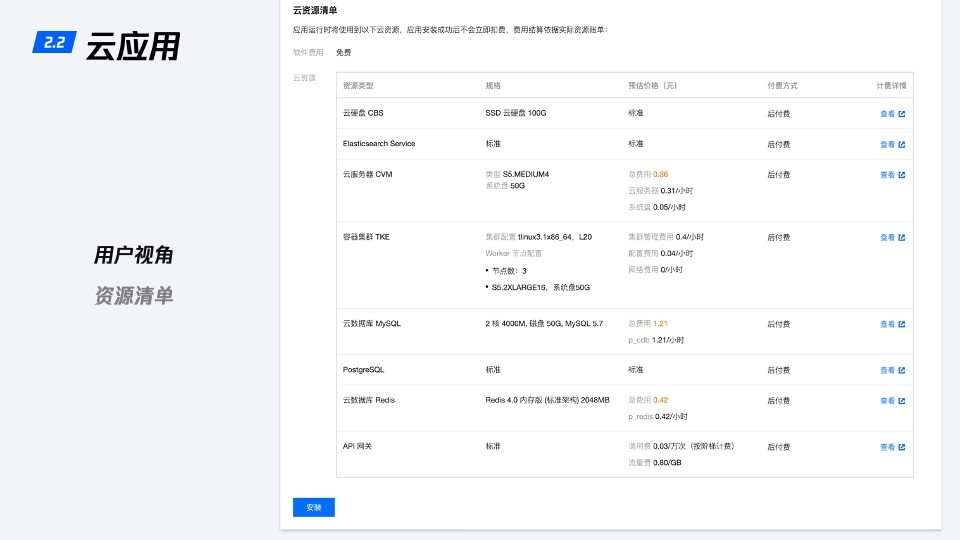 2.2 云应用
用户视角
资源清单
云资源清单
应用运行时将使用到以下云资源，应用安装成功后不会立即扣费，费用结算依据实际资源账单：
软件费用 免费
云资源
资源类型 规格 预估价格（元） 付费方式 计费详情
云硬盘 CBS SSD 云硬盘 100G 标准 后付费 查看
Elasticsearch Service 标准 标准 后付费 查看
云服务器 CVM 类型 S5.MEDIUM4 总费用 0.36 后付费 查看
系统盘 50G 云服务器 0.31/小时
系统盘 0.05/小时
容器集群 TKE 集群配置 tlinux3.1x86_64，L20 集群管理费用 0.4/小时 后付费 查看
Worker 节点配置 配置费用 0.04/小时
• 节点数：3 网络费用 0/小时
• S5.2XLARGE16，系统盘50G
云数据库 MySQL 2 核 4000M, 磁盘 50G, MySQL 5.7 总费用 1.21 后付费 查看
p_cdb 1.21/小时
PostgreSQL 标准 标准 后付费 查看
云数据库 Redis Redis 4.0 内存版 (标准架构) 2048MB 总费用 0.42 后付费 查看
p_redis 0.42/小时
API 网关 标准 调用费 0.03/万次（按阶梯计费） 后付费 查看
流量费 0.80/GB
安装